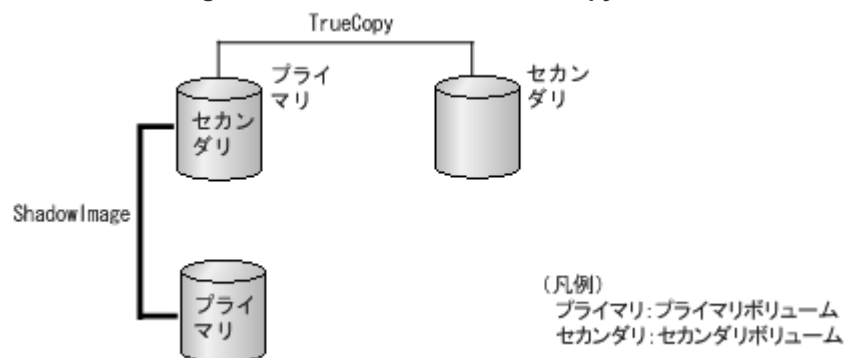 TrueCopy
プライ
マリ
セカン
ダリ
セカン
ダリ
ShadowImage
プライ
マリ
(凡例)
プライマリ:プライマリボリューム
セカンダリ:セカンダリボリューム